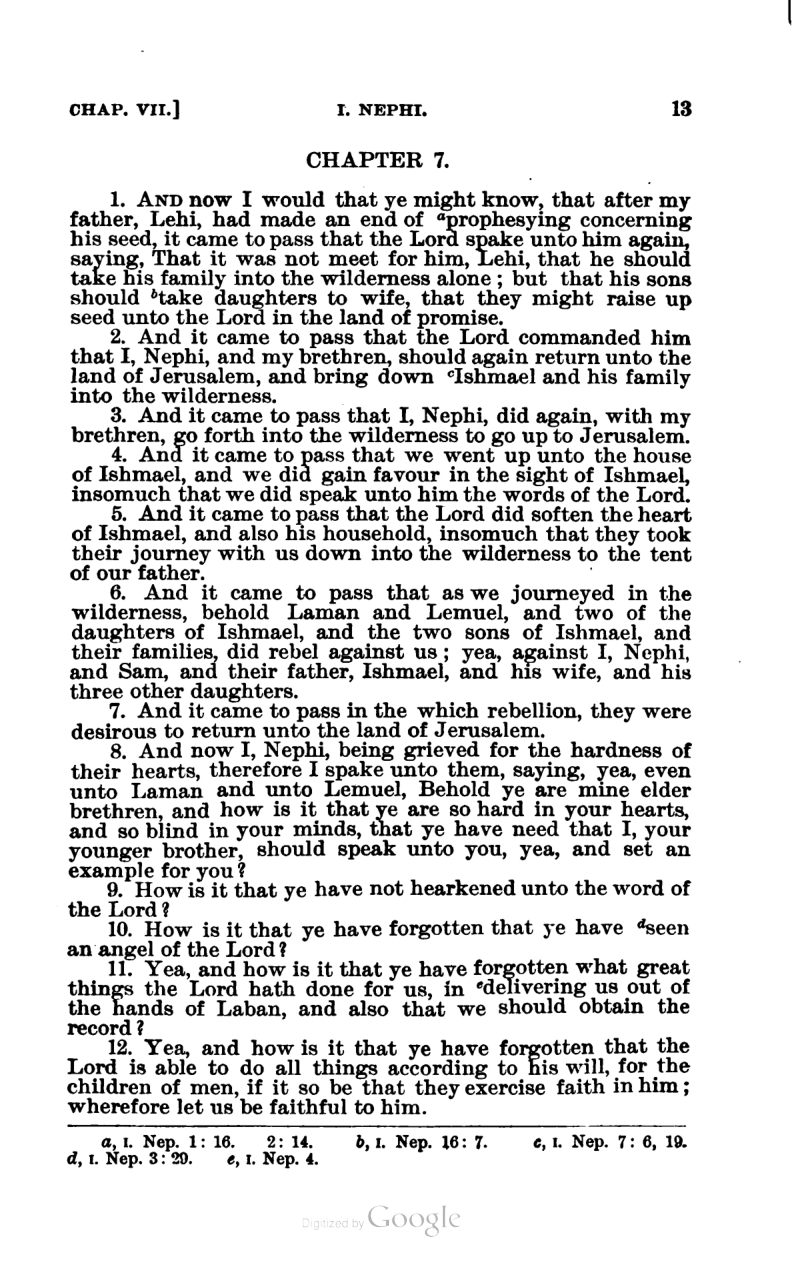 CHAP. VII.] I. NEPHI. 13
CHAPTER 7.
1. AND now I would that ye might know, that after my
father, Lehi, had made an end of ᵃprophesying concerning
his seed, it came to pass that the Lord spake unto him again,
saying, That it was not meet for him, Lehi, that he should
take his family into the wilderness alone; but that his sons
should ᵇtake daughters to wife, that they might raise up
seed unto the Lord in the land of promise.
2. And it came to pass that the Lord commanded him
that I, Nephi, and my brethren, should again return unto the
land of Jerusalem, and bring down ᶜIshmael and his family
into the wilderness.
3. And it came to pass that I, Nephi, did again, with my
brethren, go forth into the wilderness to go up to Jerusalem.
4. And it came to pass that we went up unto the house
of Ishmael, and we did gain favour in the sight of Ishmael,
insomuch that we did speak unto him the words of the Lord.
5. And it came to pass that the Lord did soften the heart
of Ishmael, and also his household, insomuch that they took
their journey with us down into the wilderness to the tent
of our father.
6. And it came to pass that as we journeyed in the
wilderness, behold Laman and Lemuel, and two of the
daughters of Ishmael, and the two sons of Ishmael, and
their families, did rebel against us; yea, against I, Nephi,
and Sam, and their father, Ishmael, and his wife, and his
three other daughters.
7. And it came to pass in the which rebellion, they were
desirous to return unto the land of Jerusalem.
8. And now I, Nephi, being grieved for the hardness of
their hearts, therefore I spake unto them, saying, yea, even
unto Laman and unto Lemuel, Behold ye are mine elder
brethren, and how is it that ye are so hard in your hearts,
and so blind in your minds, that ye have need that I, your
younger brother, should speak unto you, yea, and set an
example for you?
9. How is it that ye have not hearkened unto the word of
the Lord?
10. How is it that ye have forgotten that ye have ᵈseen
an angel of the Lord?
11. Yea, and how is it that ye have forgotten what great
things the Lord hath done for us, in ᵉdelivering us out of
the hands of Laban, and also that we should obtain the
record?
12. Yea, and how is it that ye have forgotten that the
Lord is able to do all things according to his will, for the
children of men, if it so be that they exercise faith in him;
wherefore let us be faithful to him.
a, I. Nep. 1: 16. 2: 14. b, I. Nep. 16: 7. c, I. Nep. 7: 6, 19.
d, I. Nep. 3: 29. e, I. Nep. 4.
Digitized by Google